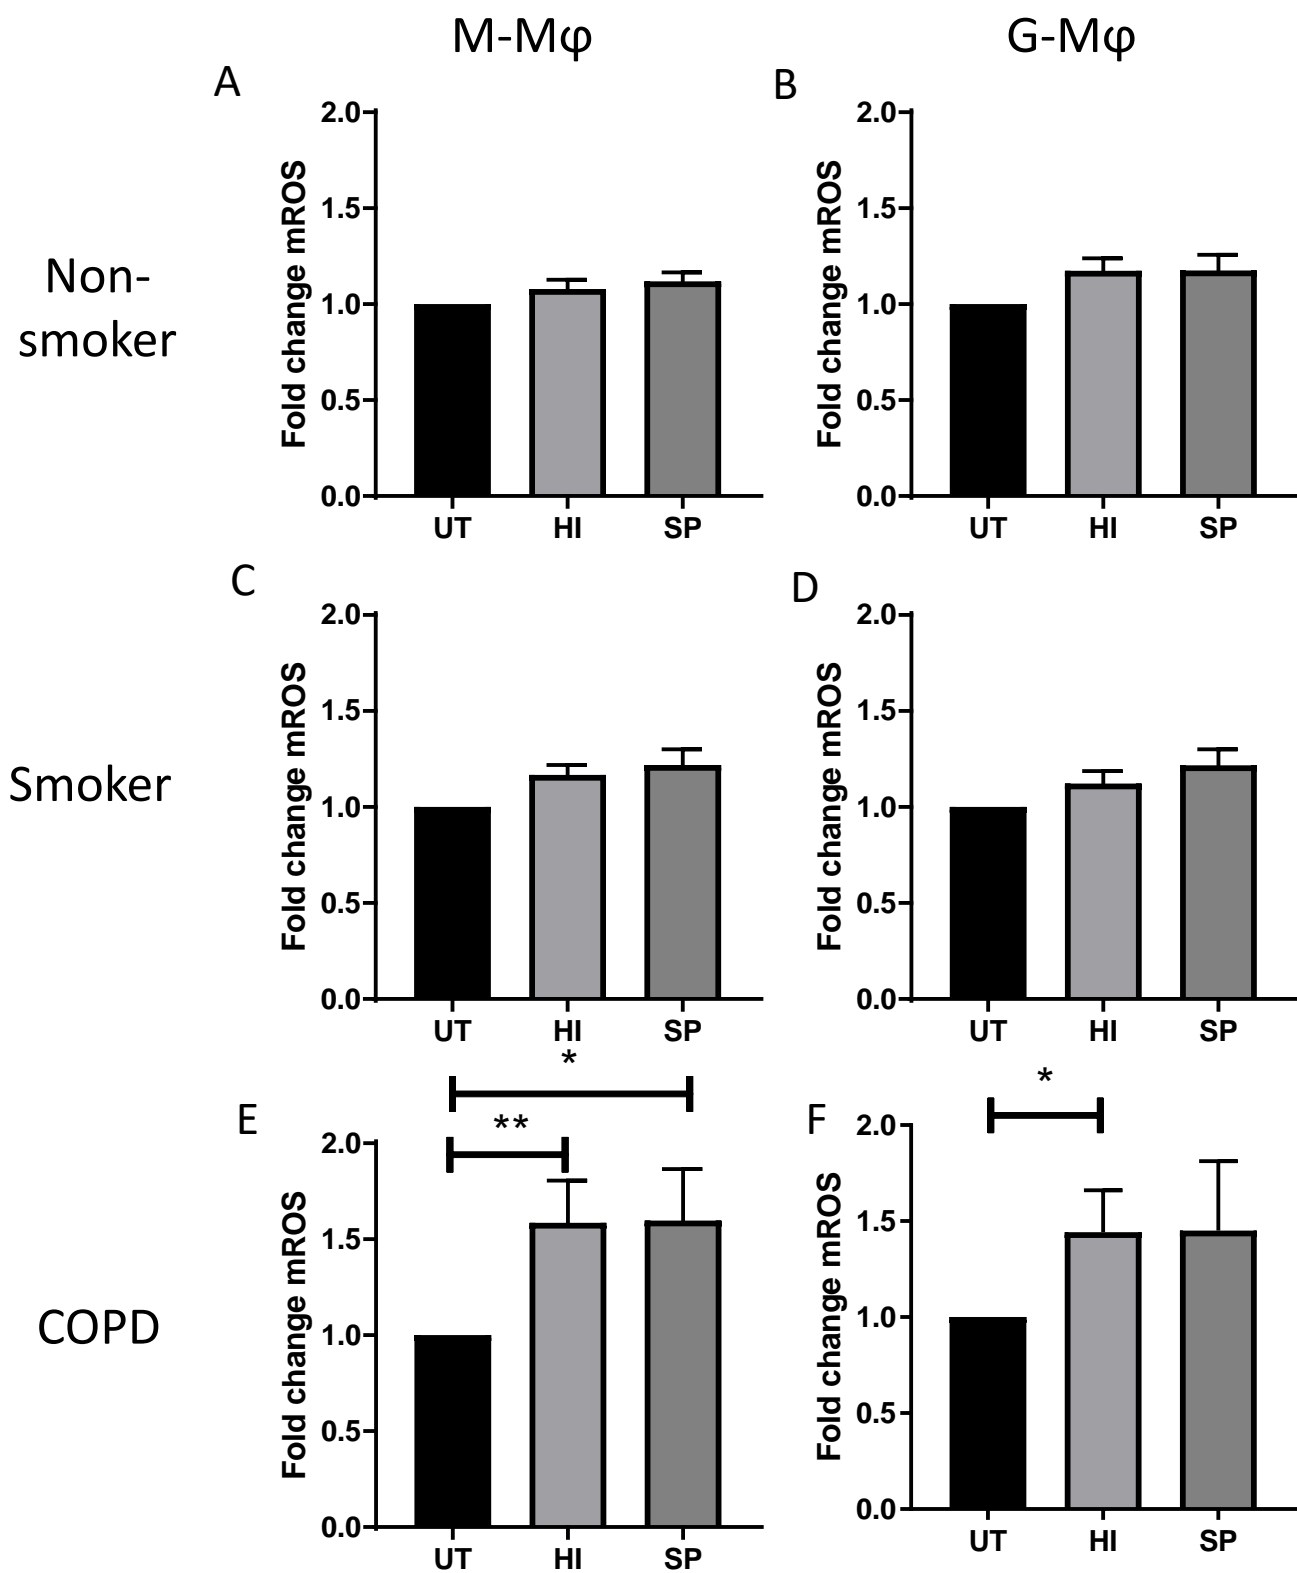 M-Mφ
G-Mφ
A
B
Non-
smoker
Fold change mROS
2.0
1.5
1.0
0.5
0.0
UT HI SP
Fold change mROS
2.0
1.5
1.0
0.5
0.0
UT HI SP
C
D
Smoker
Fold change mROS
2.0
1.5
1.0
0.5
0.0
UT HI SP
Fold change mROS
2.0
1.5
1.0
0.5
0.0
UT HI SP
E
F
COPD
*
**
Fold change mROS
2.0
1.5
1.0
0.5
0.0
UT HI SP
*
Fold change mROS
2.0
1.5
1.0
0.5
0.0
UT HI SP